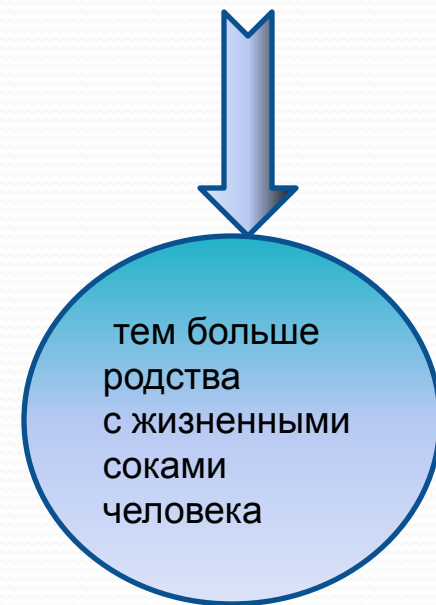 тем больше
родства
с жизненными
соками
человека